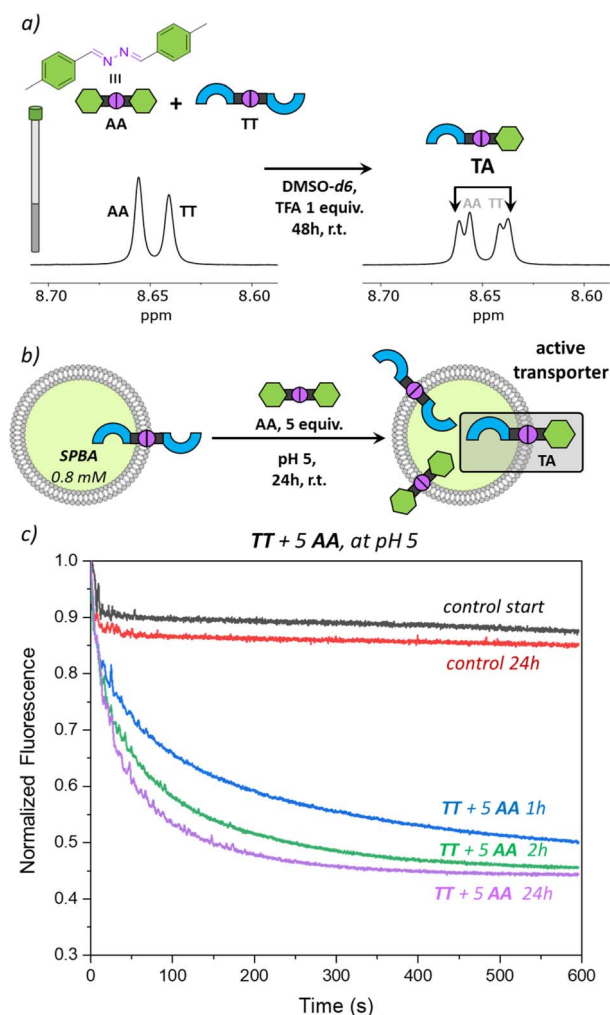 a)
AA
+
TT
TA
AA
TT
DMSO-d6,
TFA 1 equiv.
48h, r.t.
AA TT
8.70 8.65 8.60
ppm
8.70 8.65 8.60
ppm
b)
active
transporter
SPBA
0.8 mM
AA, 5 equiv.
pH 5,
24h, r.t.
TA
c)
TT + 5 AA, at pH 5
Normalized Fluorescence
1.0
0.9
0.8
0.7
0.6
0.5
0.4
0.3
control start
control 24h
TT + 5 AA 1h
TT + 5 AA 2h
TT + 5 AA 24h
0 100 200 300 400 500 600
Time (s)